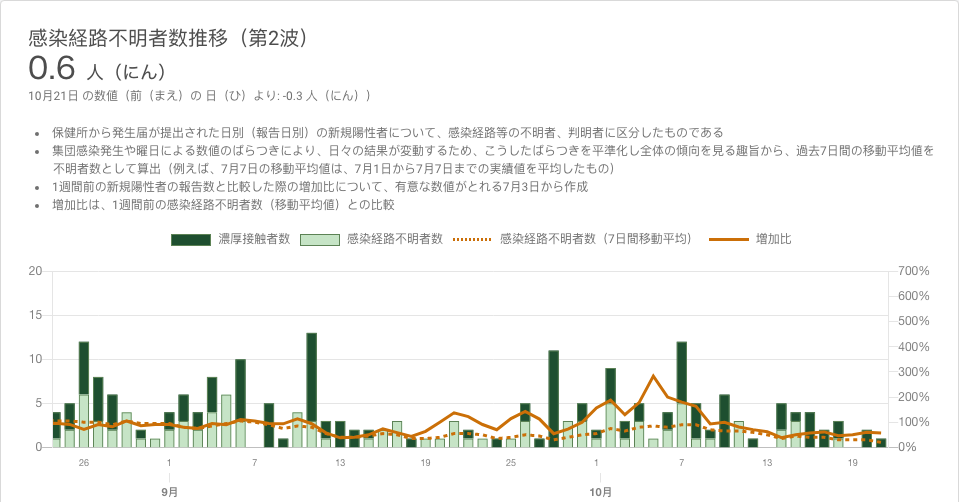 感染経路不明者数推移（第2波）
0.6 人（にん）
10月21日 の数値（前（まえ）の 日（ひ）より: -0.3 人（にん））
保健所から発生届が提出された日別（報告日別）の新規陽性者について、感染経路等の不明者、判明者に区分したものである
集団感染発生や曜日による数値のばらつきにより、日々の結果が変動するため、こうしたばらつきを平準化し全体の傾向を見る趣旨から、過去7日間の移動平均値を
不明者数として算出（例えば、7月7日の移動平均値は、7月1日から7月7日までの実績値を平均したもの）
1週間前の新規陽性者の報告数と比較した際の増加比について、有意な数値がとれる7月3日から作成
増加比は、1週間前の感染経路不明者数（移動平均値）との比較
濃厚接触者数 感染経路不明者数 感染経路不明者数（7日間移動平均） 増加比
20 700%
600%
15 500%
400%
10 300%
200%
5 100%
0 0%
26 1 7 13 19 25 1 7 13 19
9月 10月